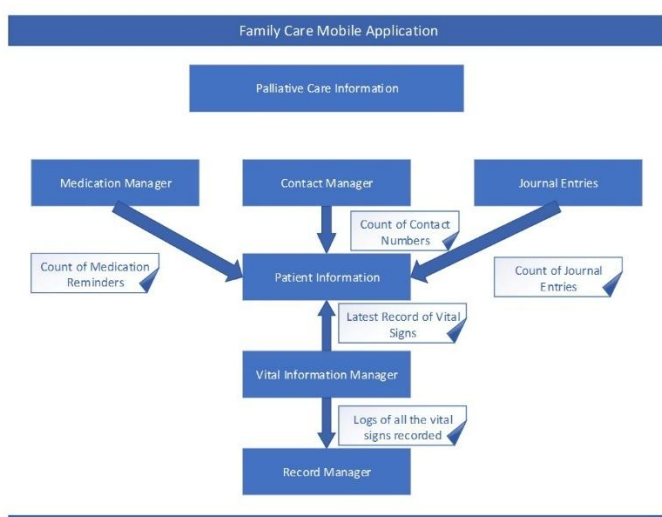 Family Care Mobile Application
Palliative Care Information
Medication Manager
Contact Manager
Journal Entries
Count of Contact
Numbers
Count of Medication
Reminders
Patient Information
Count of Journal
Entries
Latest Record of Vital
Signs
Vital Information Manager
Logs of all the vital
signs recorded
Record Manager